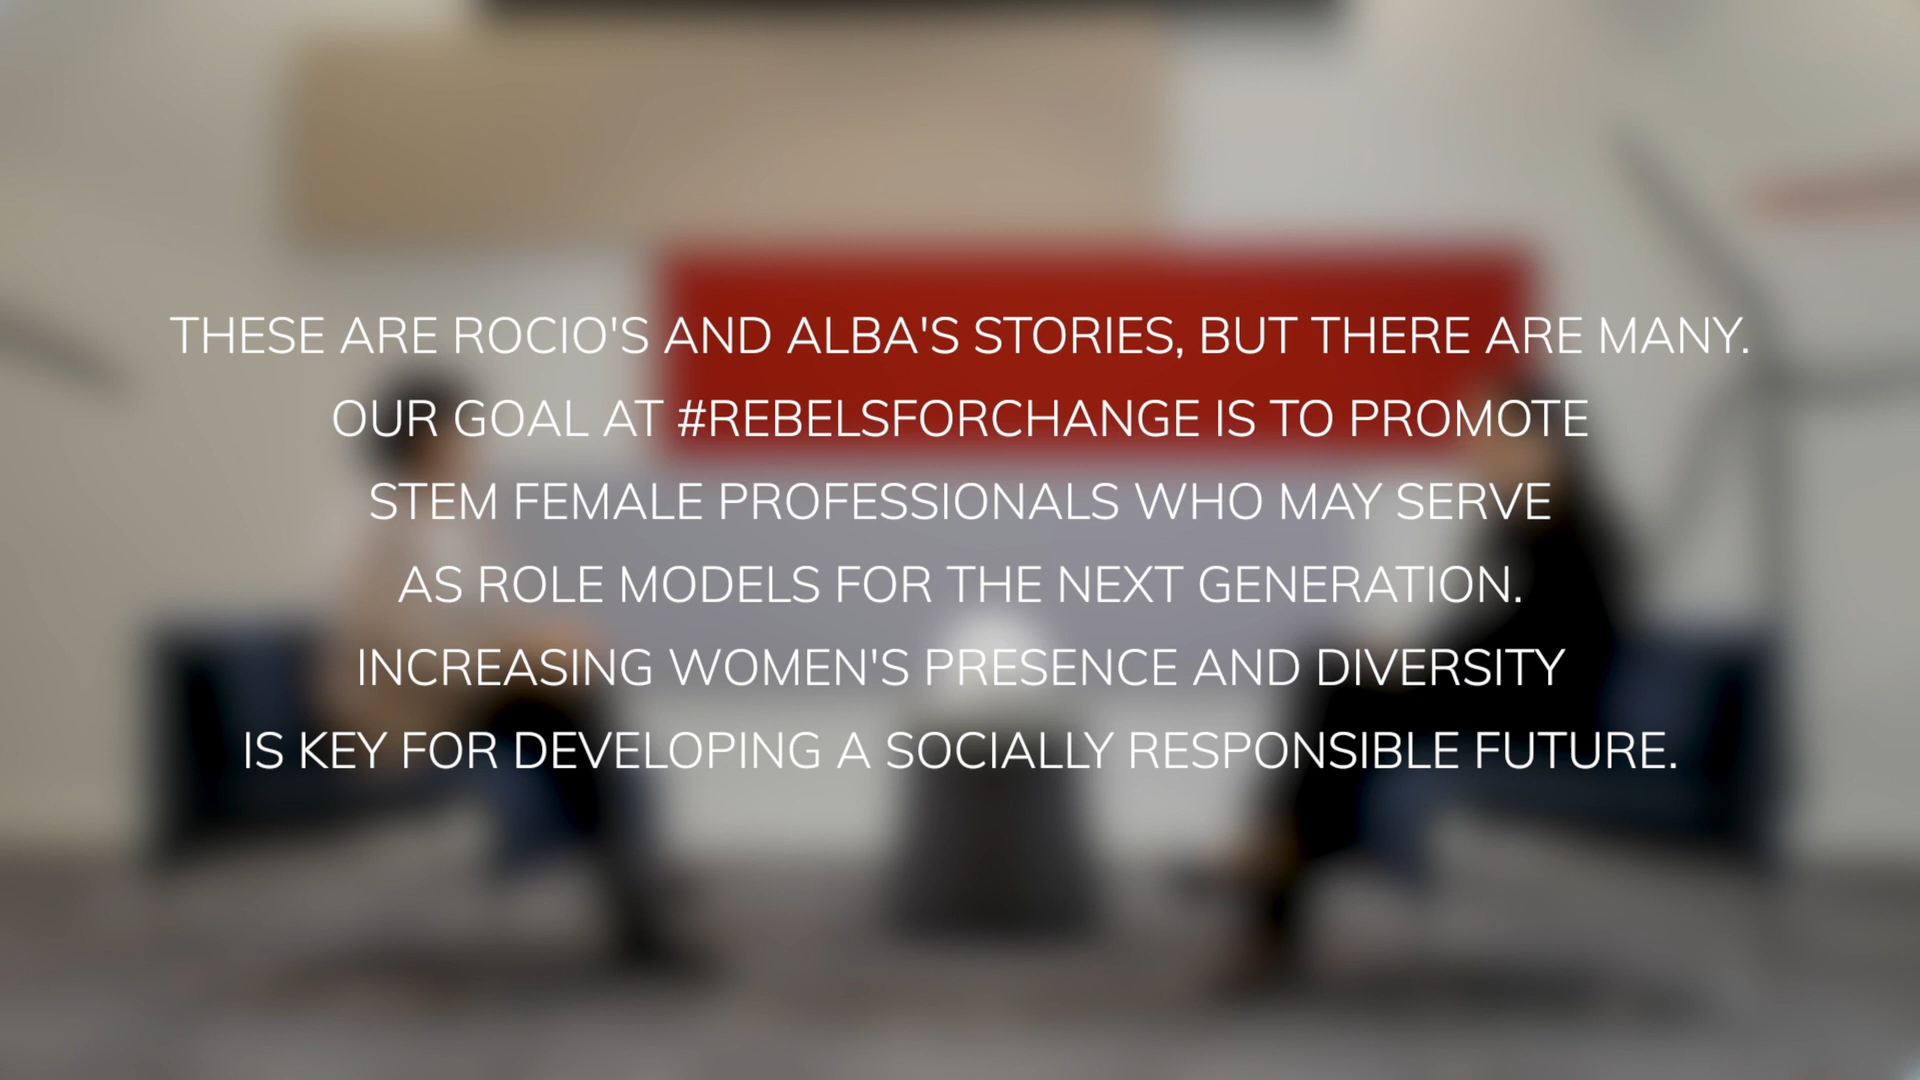 THESE ARE ROCIO'S AND ALBA'S STORIES, BUT THERE ARE MANY.
OUR GOAL AT #REBELSFORCHANGE IS TO PROMOTE
STEM FEMALE PROFESSIONALS WHO MAY SERVE
AS ROLE MODELS FOR THE NEXT GENERATION.
INCREASING WOMEN'S PRESENCE AND DIVERSITY
IS KEY FOR DEVELOPING A SOCIALLY RESPONSIBLE FUTURE.